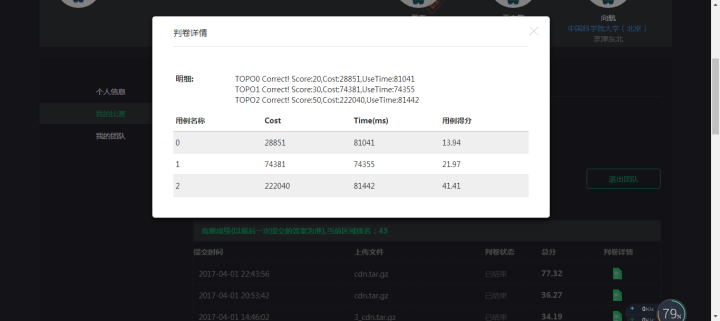 向航
中国科学院大学（北京）
京津东北
判卷详情
明细:
TOPO0 Correct! Score:20,Cost:28851,UseTime:81041
TOPO1 Correct! Score:30,Cost:74381,UseTime:74355
TOPO2 Correct! Score:50,Cost:222040,UseTime:81442
用例名称 Cost Time(ms) 用例得分
0 28851 81041 13.94
1 74381 74355 21.97
2 222040 81442 41.41
个人信息
我的比赛
我的团队
退出团队
提交时间 上传文件 判卷状态 总分 判卷详情
2017-04-01 22:43:56 cdn.tar.gz 已结束 77.32
2017-04-01 20:53:42 cdn.tar.gz 已结束 36.27
2017-04-01 14:46:02 3_cdn.tar.gz 已结束 34.19
79%